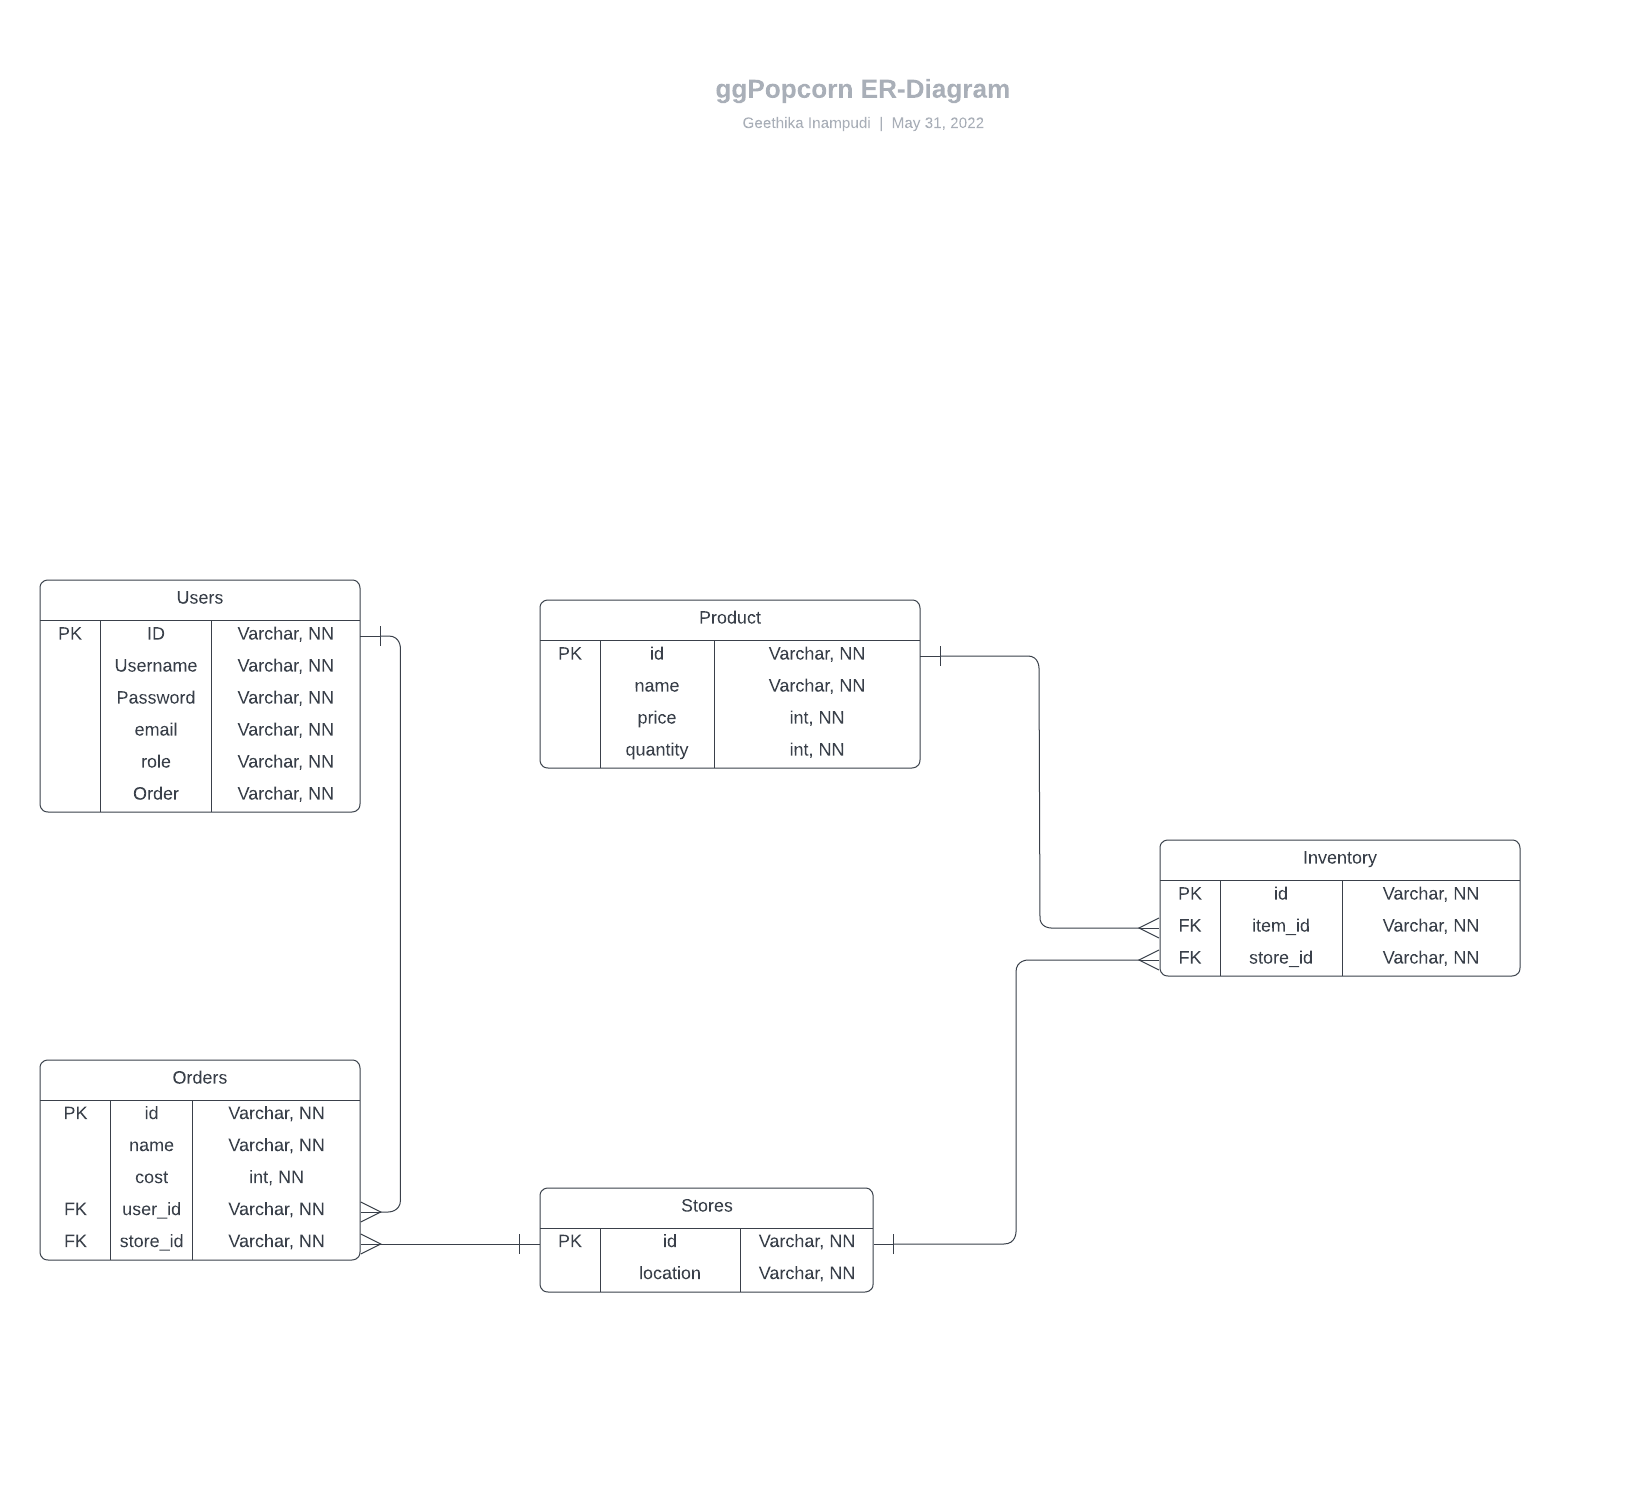 ggPopcorn ER-Diagram
Geethika Inampudi | May 31, 2022
Users
PK ID Varchar, NN
Username Varchar, NN
Password Varchar, NN
email Varchar, NN
role Varchar, NN
Order Varchar, NN
Product
PK id Varchar, NN
name Varchar, NN
price int, NN
quantity int, NN
Inventory
PK id Varchar, NN
FK item_id Varchar, NN
FK store_id Varchar, NN
Orders
PK id Varchar, NN
name Varchar, NN
cost int, NN
FK user_id Varchar, NN
FK store_id Varchar, NN
Stores
PK id Varchar, NN
location Varchar, NN